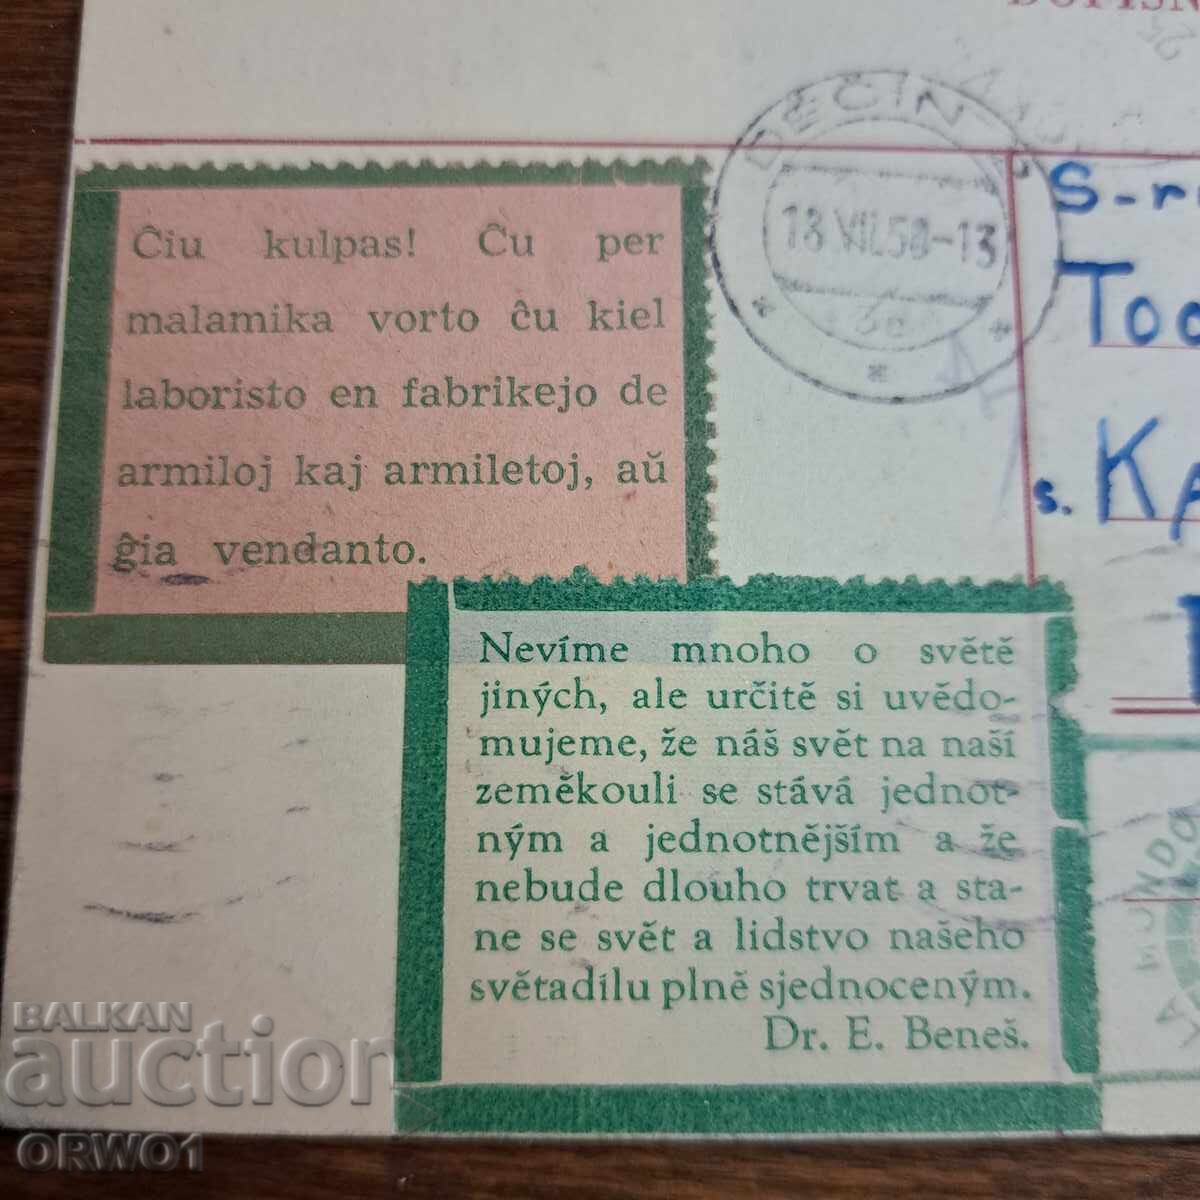 DĚČÍN
18.VII.58-13
S-r
Ĉiu kulpas! Ĉu per
malamika vorto ĉu kiel
laboristo en fabrikejo de
armiloj kaj armiletoj, aŭ
ĝia vendanto.
s. KA
Nevíme mnoho o světě
jiných, ale určitě si uvědo-
mujeme, že náš svět na naší
zeměkouli se stává jednot-
ným a jednotnějším a že
nebude dlouho trvat a sta-
ne se svět a lidstvo našeho
světadílu plně sjednoceným.
Dr. E. Beneš.
BALKAN
auction
ORWO1